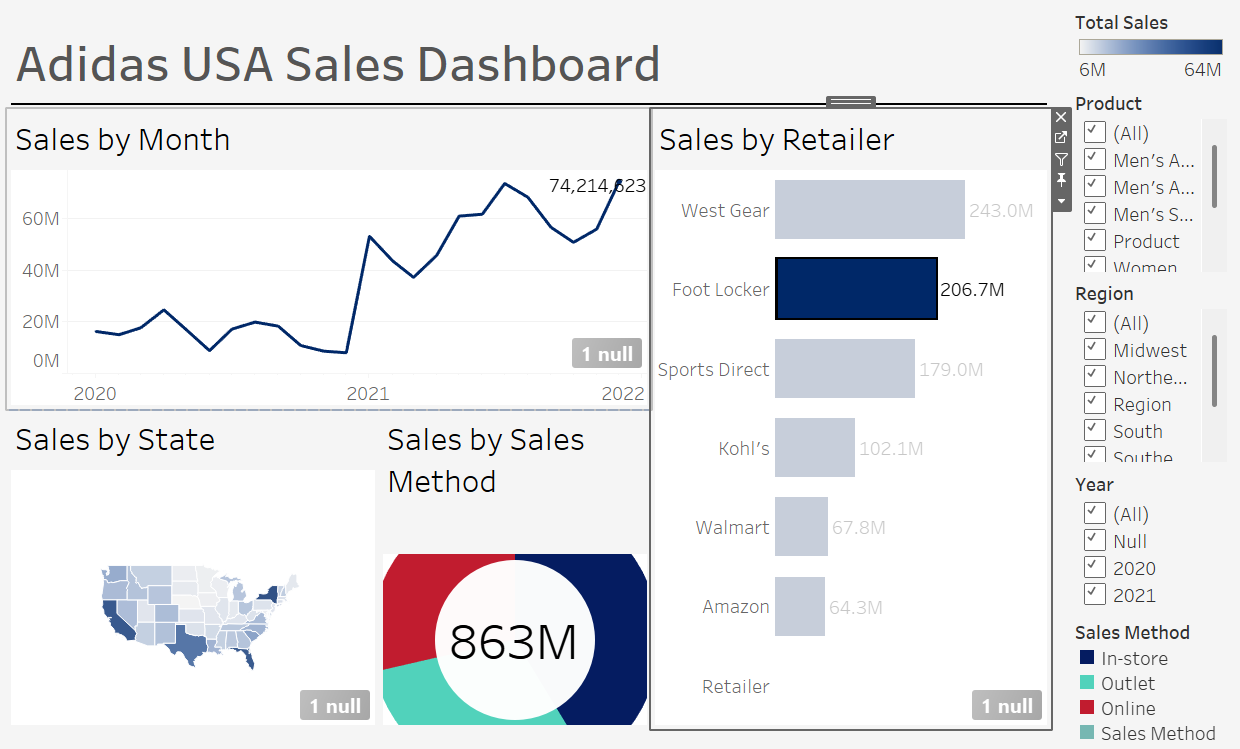 Adidas USA Sales Dashboard
Sales by Month
74,214,623
60M
40M
20M
0M
1 null
2020
2021
2022
Sales by State
1 null
Sales by Sales
Method
863M
Sales by Retailer
West Gear
243.0M
Foot Locker
206.7M
Sports Direct
179.0M
Kohl's
102.1M
Walmart
67.8M
Amazon
64.3M
Retailer
1 null
Total Sales
6M
64M
Product
(All)
Men's A...
Men's A...
Men's S...
Product
Women
Region
(All)
Midwest
Northe...
Region
South
Southe
Year
(All)
Null
2020
2021
Sales Method
In-store
Outlet
Online
Sales Method